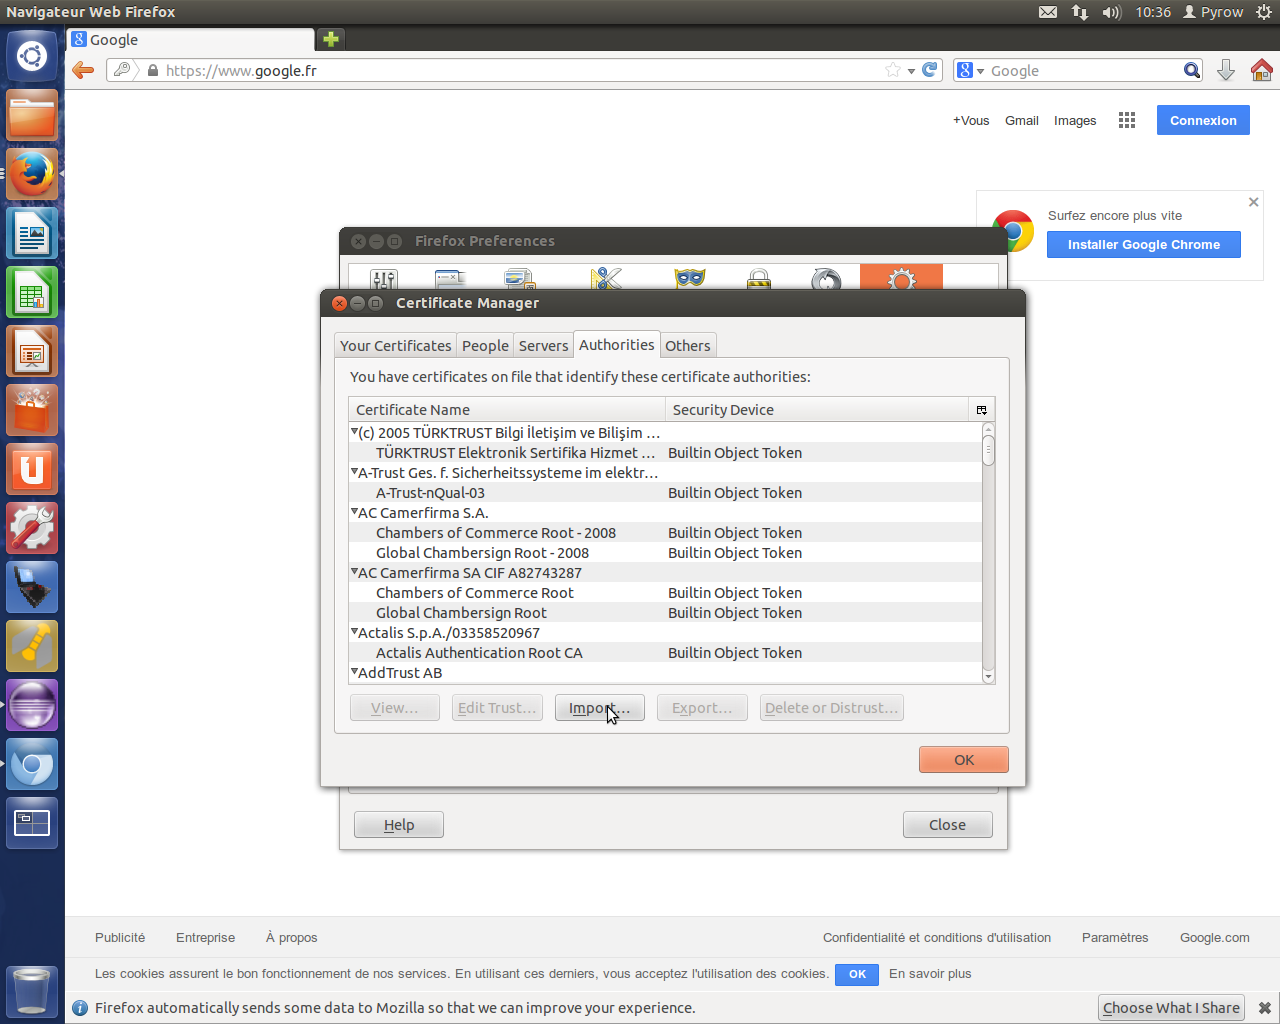 Navigateur Web Firefox
10:36 Pyrow
Google
https://www.google.fr
Google
+Vous Gmail Images Connexion
Surfez encore plus vite
Installer Google Chrome
Firefox Preferences
Certificate Manager
Your Certificates People Servers Authorities Others
You have certificates on file that identify these certificate authorities:
Certificate Name Security Device
(c) 2005 TÜRKTRUST Bilgi İletişim ve Bilişim ...
TÜRKTRUST Elektronik Sertifika Hizmet ... Builtin Object Token
A-Trust Ges. f. Sicherheitssysteme im elektr...
A-Trust-nQual-03 Builtin Object Token
AC Camerfirma S.A.
Chambers of Commerce Root - 2008 Builtin Object Token
Global Chambersign Root - 2008 Builtin Object Token
AC Camerfirma SA CIF A82743287
Chambers of Commerce Root Builtin Object Token
Global Chambersign Root Builtin Object Token
Actalis S.p.A./03358520967
Actalis Authentication Root CA Builtin Object Token
AddTrust AB
View... Edit Trust... Import... Export... Delete or Distrust...
OK
Help Close
Publicité Entreprise À propos Confidentialité et conditions d'utilisation Paramètres Google.com
Les cookies assurent le bon fonctionnement de nos services. En utilisant ces derniers, vous acceptez l'utilisation des cookies. OK En savoir plus
Firefox automatically sends some data to Mozilla so that we can improve your experience. Choose What I Share